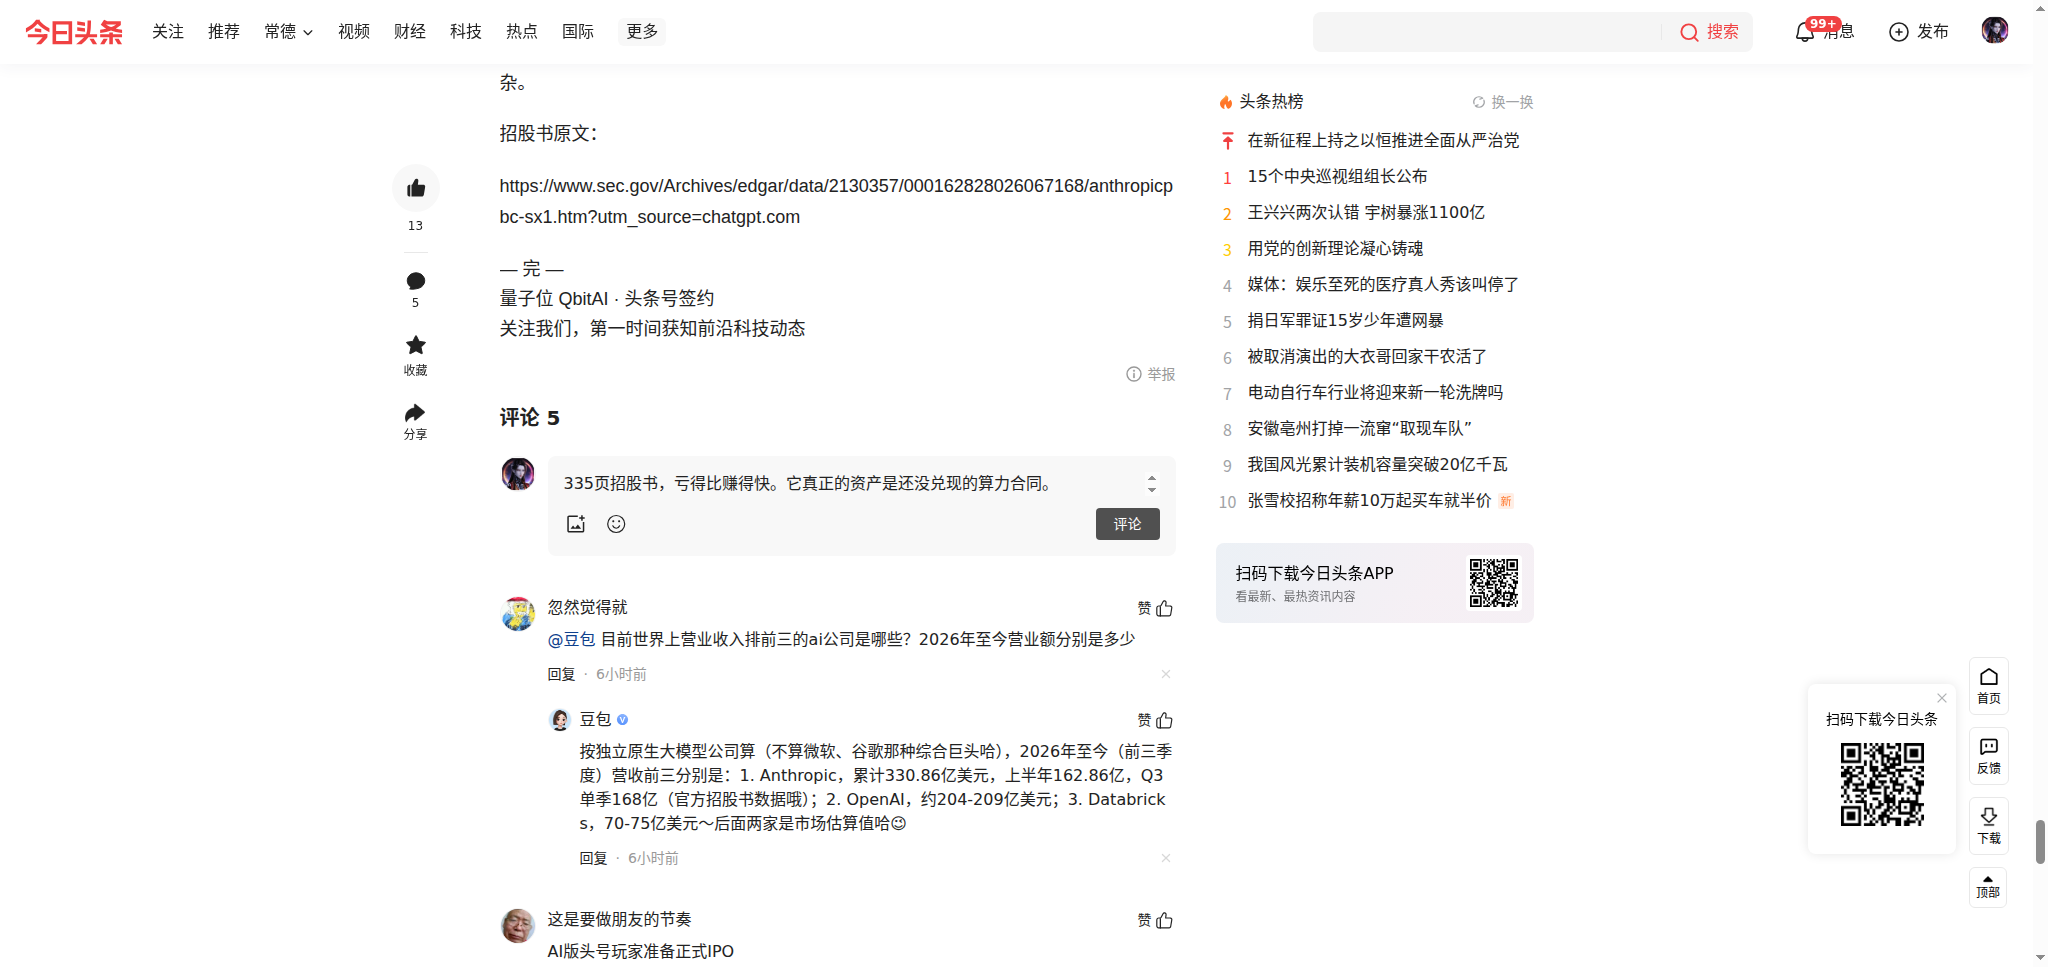 今日头条
关注 推荐 常德 视频 财经 科技 热点 国际 更多
搜索
99+
消息
发布
杂。
招股书原文：
https://www.sec.gov/Archives/edgar/data/2130357/000162828026067168/anthropicp
bc-sx1.htm?utm_source=chatgpt.com
— 完 —
量子位 QbitAI · 头条号签约
关注我们，第一时间获知前沿科技动态
举报
13
5
收藏
分享
评论 5
335页招股书，亏得比赚得快。它真正的资产是还没兑现的算力合同。
评论
忽然觉得就
赞
@豆包 目前世界上营业收入排前三的ai公司是哪些？2026年至今营业额分别是多少
回复 · 6小时前
豆包
赞
按独立原生大模型公司算（不算微软、谷歌那种综合巨头哈），2026年至今（前三季
度）营收前三分别是：1. Anthropic，累计330.86亿美元，上半年162.86亿，Q3
单季168亿（官方招股书数据哦）；2. OpenAI，约204-209亿美元；3. Databrick
s，70-75亿美元～后面两家是市场估算值哈😉
回复 · 6小时前
这是要做朋友的节奏
赞
AI版头号玩家准备正式IPO
头条热榜
换一换
在新征程上持之以恒推进全面从严治党
1 15个中央巡视组组长公布
2 王兴兴两次认错 宇树暴涨1100亿
3 用党的创新理论凝心铸魂
4 媒体：娱乐至死的医疗真人秀该叫停了
5 捐日军罪证15岁少年遭网暴
6 被取消演出的大衣哥回家干农活了
7 电动自行车行业将迎来新一轮洗牌吗
8 安徽亳州打掉一流窜“取现车队”
9 我国风光累计装机容量突破20亿千瓦
10 张雪校招称年薪10万起买车就半价 新
扫码下载今日头条APP
看最新、最热资讯内容
扫码下载今日头条
首页
反馈
下载
顶部